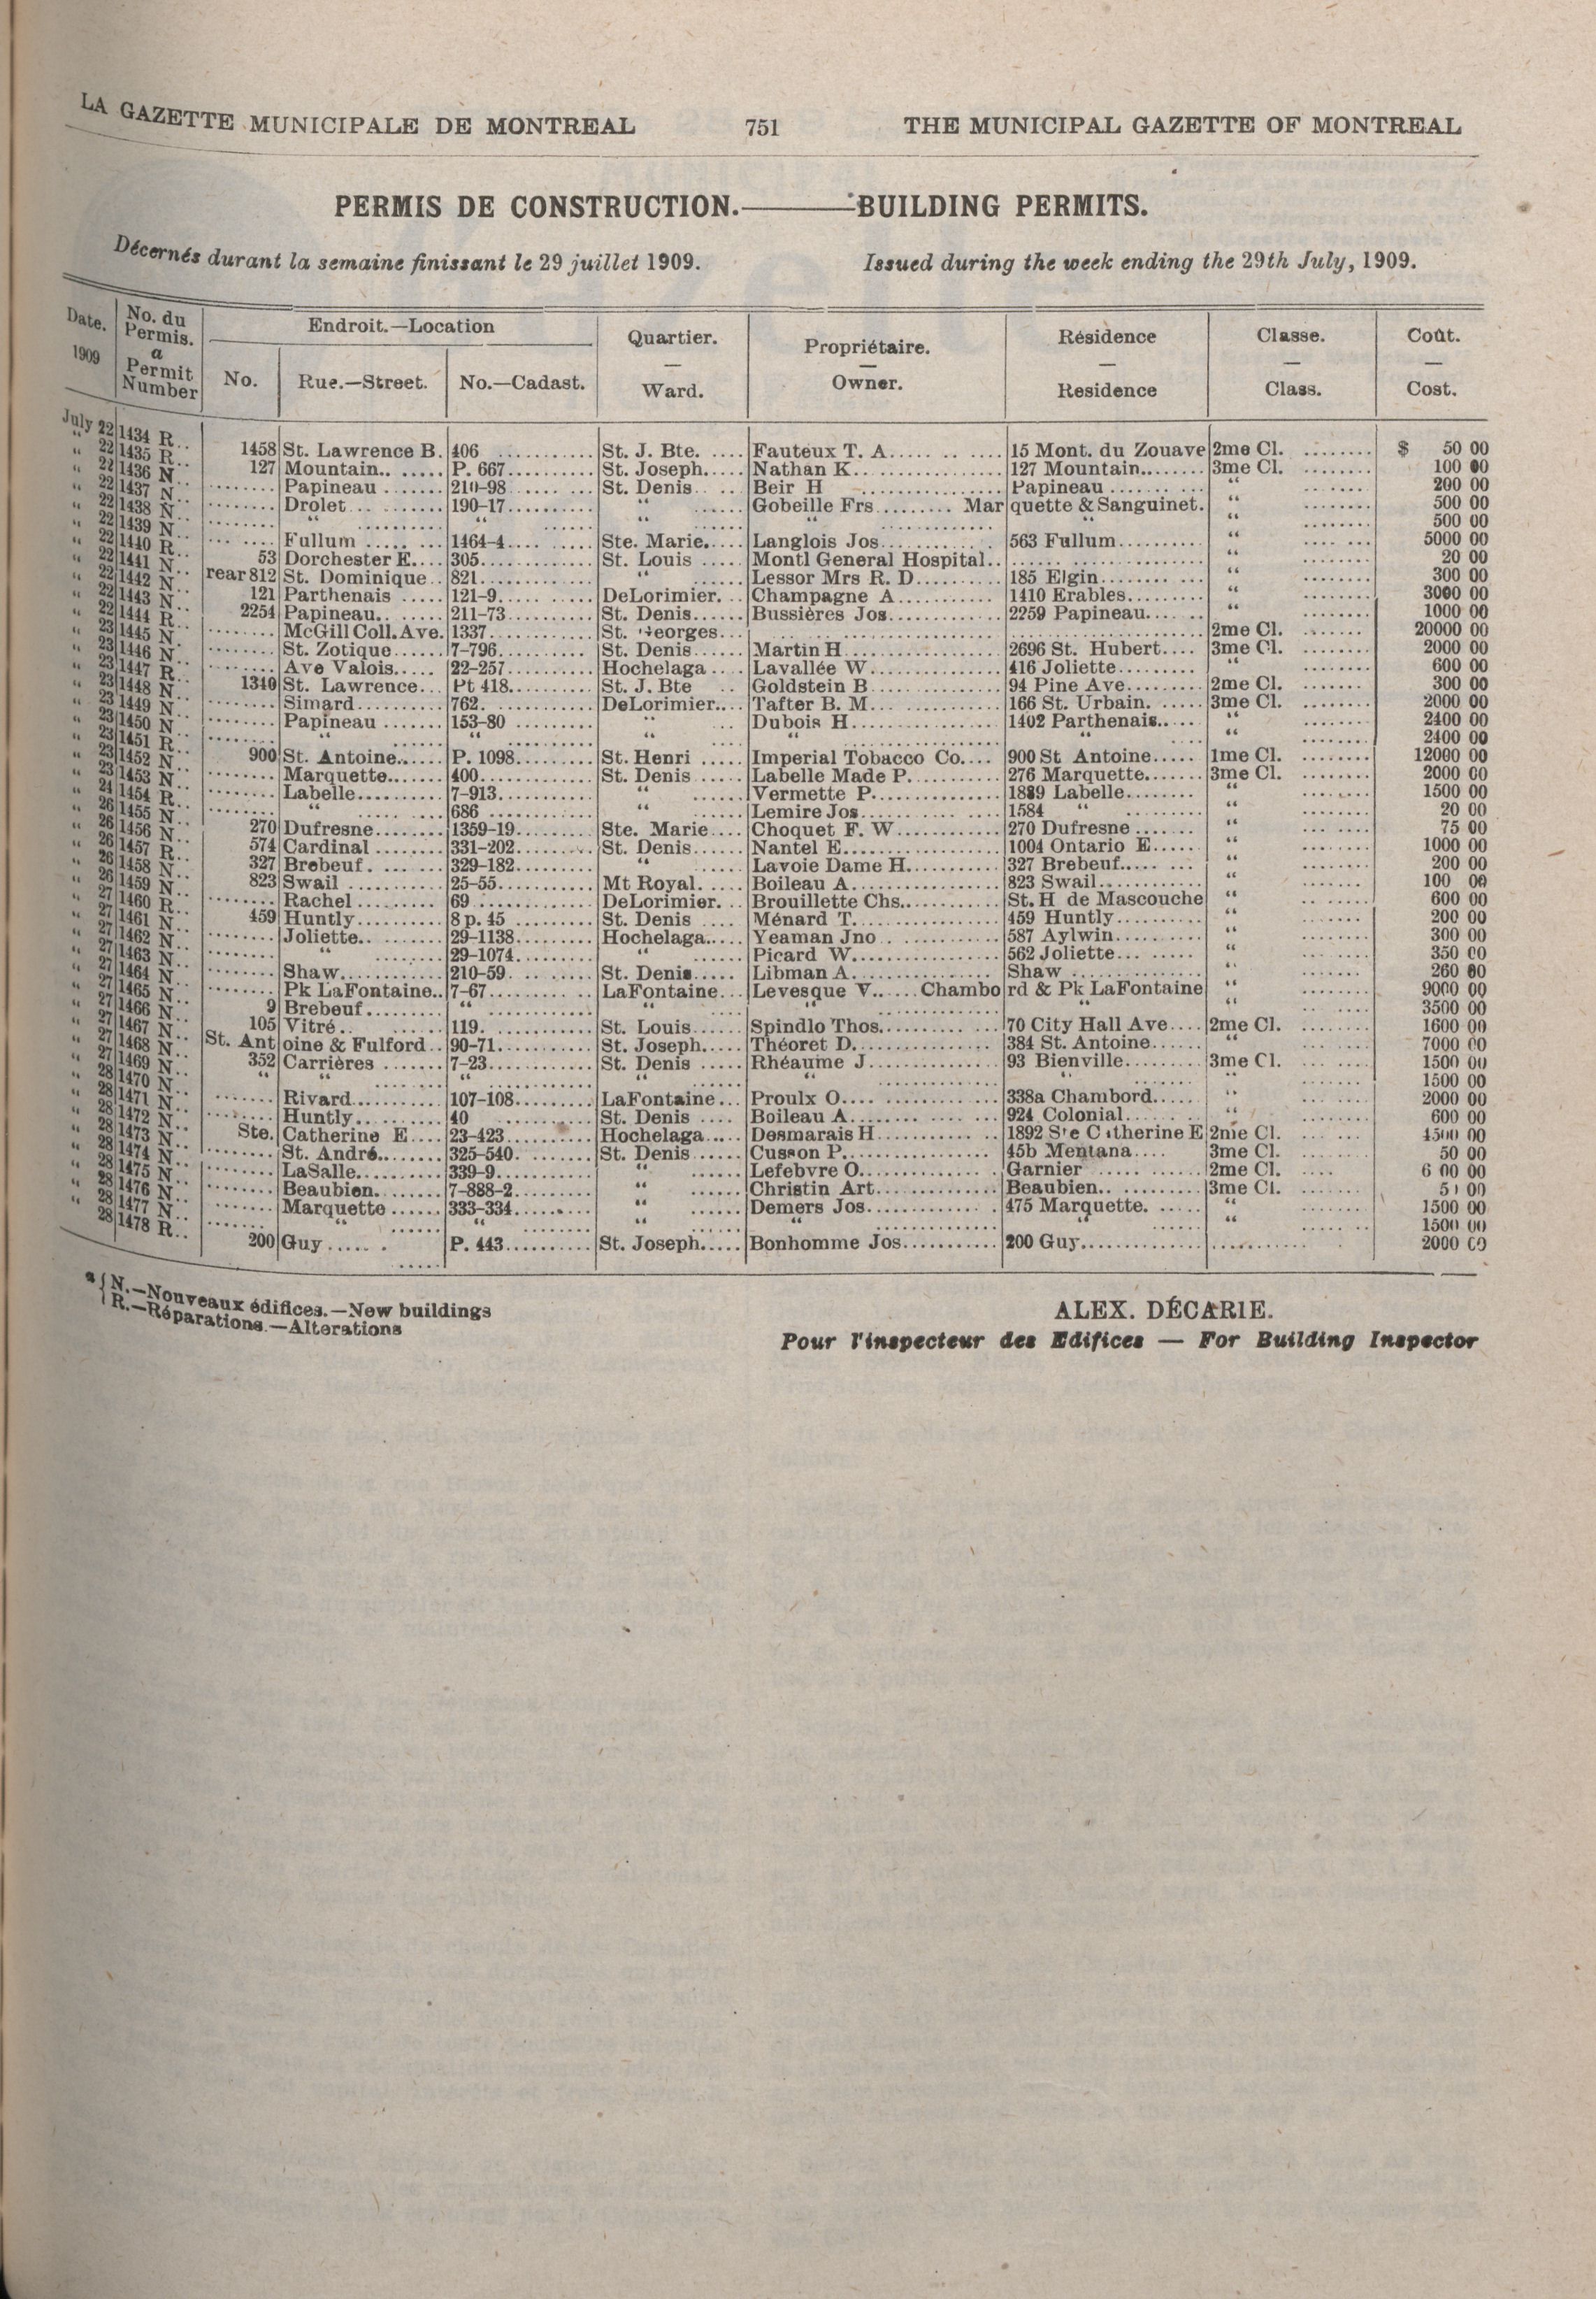 LA GAZETTE MUNICIPALE DE MONTREAL 751 THE MUNICIPAL GAZETTE OF MONTREAL
PERMIS DE CONSTRUCTION.——BUILDING PERMITS.
Décernés durant la semaine finissant le 29 juillet 1909. Issued during the week ending the 29th July, 1909.
Date. 1909 No. du Permis. a Permit Number Endroit.—Location No. Rue.—Street. No.—Cadast. Quartier. — Ward. Propriétaire. — Owner. Résidence — Residence Classe. — Class. Coût. — Cost.
July 22 1434 R.. 1458 St. Lawrence B. 406 St. J. Bte. Fauteux T. A. 15 Mont. du Zouave 2me Cl. $ 50 00
" 22 1435 R.. 127 Mountain.. P. 667 St. Joseph Nathan K. 127 Mountain 3me Cl. 100 00
" 22 1436 N.. Papineau 210-98 St. Denis Beir H Papineau " 200 00
" 22 1437 N.. Drolet 190-17 " Gobeille Frs. Marquette & Sanguinet. " 500 00
" 22 1438 N.. " " " " " " 500 00
" 22 1439 N.. Fullum 1464-4 Ste. Marie. Langlois Jos. 563 Fullum " 5000 00
" 22 1440 R.. 53 Dorchester E. 305 St. Louis Montl General Hospital.. " 20 00
" 22 1441 N.. rear 812 St. Dominique.. 821 " Lessor Mrs R. D. 185 Elgin " 300 00
" 22 1442 N.. 121 Parthenais 121-9 DeLorimier. Champagne A 1410 Erables " 3000 00
" 22 1443 N.. 2254 Papineau.. 211-73 St. Denis Bussières Jos. 2259 Papineau " 1000 00
" 22 1444 R.. McGill Coll. Ave. 1337 St. Georges 2me Cl. 20000 00
" 23 1445 N.. St. Zotique 7-796 St. Denis Martin H 2696 St. Hubert 3me Cl. 2000 00
" 23 1446 N.. Ave Valois 22-257 Hochelaga Lavallée W. 416 Joliette " 600 00
" 23 1447 R.. 1340 St. Lawrence Pt 418 St. J. Bte Goldstein B 94 Pine Ave 2me Cl. 300 00
" 23 1448 N.. Simard 762. DeLorimier Tafter B. M. 166 St. Urbain. 3me Cl. 2000 00
" 23 1449 N.. Papineau 153-80 " Dubois H. 1402 Parthenais.. " 2400 00
" 23 1450 N.. " " " " " " 2400 00
" 23 1451 R.. 900 St. Antoine P. 1098 St. Henri Imperial Tobacco Co. 900 St Antoine 1me Cl. 12000 00
" 23 1452 N.. Marquette 400 St. Denis Labelle Made P. 276 Marquette 3me Cl. 2000 00
" 23 1453 N.. Labelle 7-913 " Vermette P. 1889 Labelle " 1500 00
" 24 1454 R.. " 686 " Lemire Jos. 1584 " " 20 00
" 26 1455 N.. 270 Dufresne 1359-19 Ste. Marie Choquet F. W. 270 Dufresne " 75 00
" 26 1456 N.. 574 Cardinal 331-202 St. Denis Nantel E. 1004 Ontario E. " 1000 00
" 26 1457 R.. 327 Brebeuf. 329-182 " Lavoie Dame H. 327 Brebeuf " 200 00
" 26 1458 N.. 823 Swail 25-55 Mt Royal. Boileau A. 823 Swail " 100 00
" 26 1459 N.. Rachel 69 DeLorimier. Brouillette Chs. St. H de Mascouche " 600 00
" 27 1460 R.. 459 Huntly 8 p. 45 St. Denis Ménard T. 459 Huntly " 200 00
" 27 1461 N.. Joliette.. 29-1138 Hochelaga Yeaman Jno 587 Aylwin " 300 00
" 27 1462 N.. " 29-1074 " Picard W. 562 Joliette " 350 00
" 27 1463 N.. Shaw 210-59. St. Denis Libman A. Shaw " 260 00
" 27 1464 N.. Pk LaFontaine.. 7-67 LaFontaine Levesque V. Chambord & Pk LaFontaine " 9000 00
" 27 1465 N.. 9 Brebeuf " " " " " 3500 00
" 27 1466 N.. 105 Vitré.. 119. St. Louis Spindlo Thos. 70 City Hall Ave 2me Cl. 1600 00
" 27 1467 N.. St. Antoine & Fulford.. 90-71 St. Joseph Théoret D. 384 St. Antoine " 7000 00
" 27 1468 N.. 352 Carrières 7-23 St. Denis Rhéaume J 93 Bienville 3me Cl. 1500 00
" 27 1469 N.. " " " " " " " 1500 00
" 28 1470 N.. Rivard 107-108 LaFontaine Proulx O. 338a Chambord " 2000 00
" 28 1471 N.. Huntly 40 St. Denis Boileau A. 924 Colonial " 600 00
" 28 1472 N.. Ste. Catherine E. 23-423 Hochelaga Desmarais H 1892 Ste Catherine E 2me Cl. 4500 00
" 28 1473 N.. St. André 325-540. St. Denis Cusson P. 45b Mentana 3me Cl. 50 00
" 28 1474 N.. LaSalle 339-9 " Lefebvre O. Garnier 2me Cl. 00 00
" 28 1475 N.. Beaubien 7-888-2 " Christin Art. Beaubien.. 3me Cl. 00
" 28 1476 N.. Marquette 333-334 " Demers Jos. 475 Marquette. " 1500 00
" 28 1477 N.. " " " " " " 1500 00
" 28 1478 R.. 200 Guy P. 443 St. Joseph Bonhomme Jos. 200 Guy 2000 00
a { N.—Nouveaux édifices.—New buildings
R.—Réparations.—Alterations
ALEX. DÉCARIE.
Pour l'inspecteur des Edifices — For Building Inspector